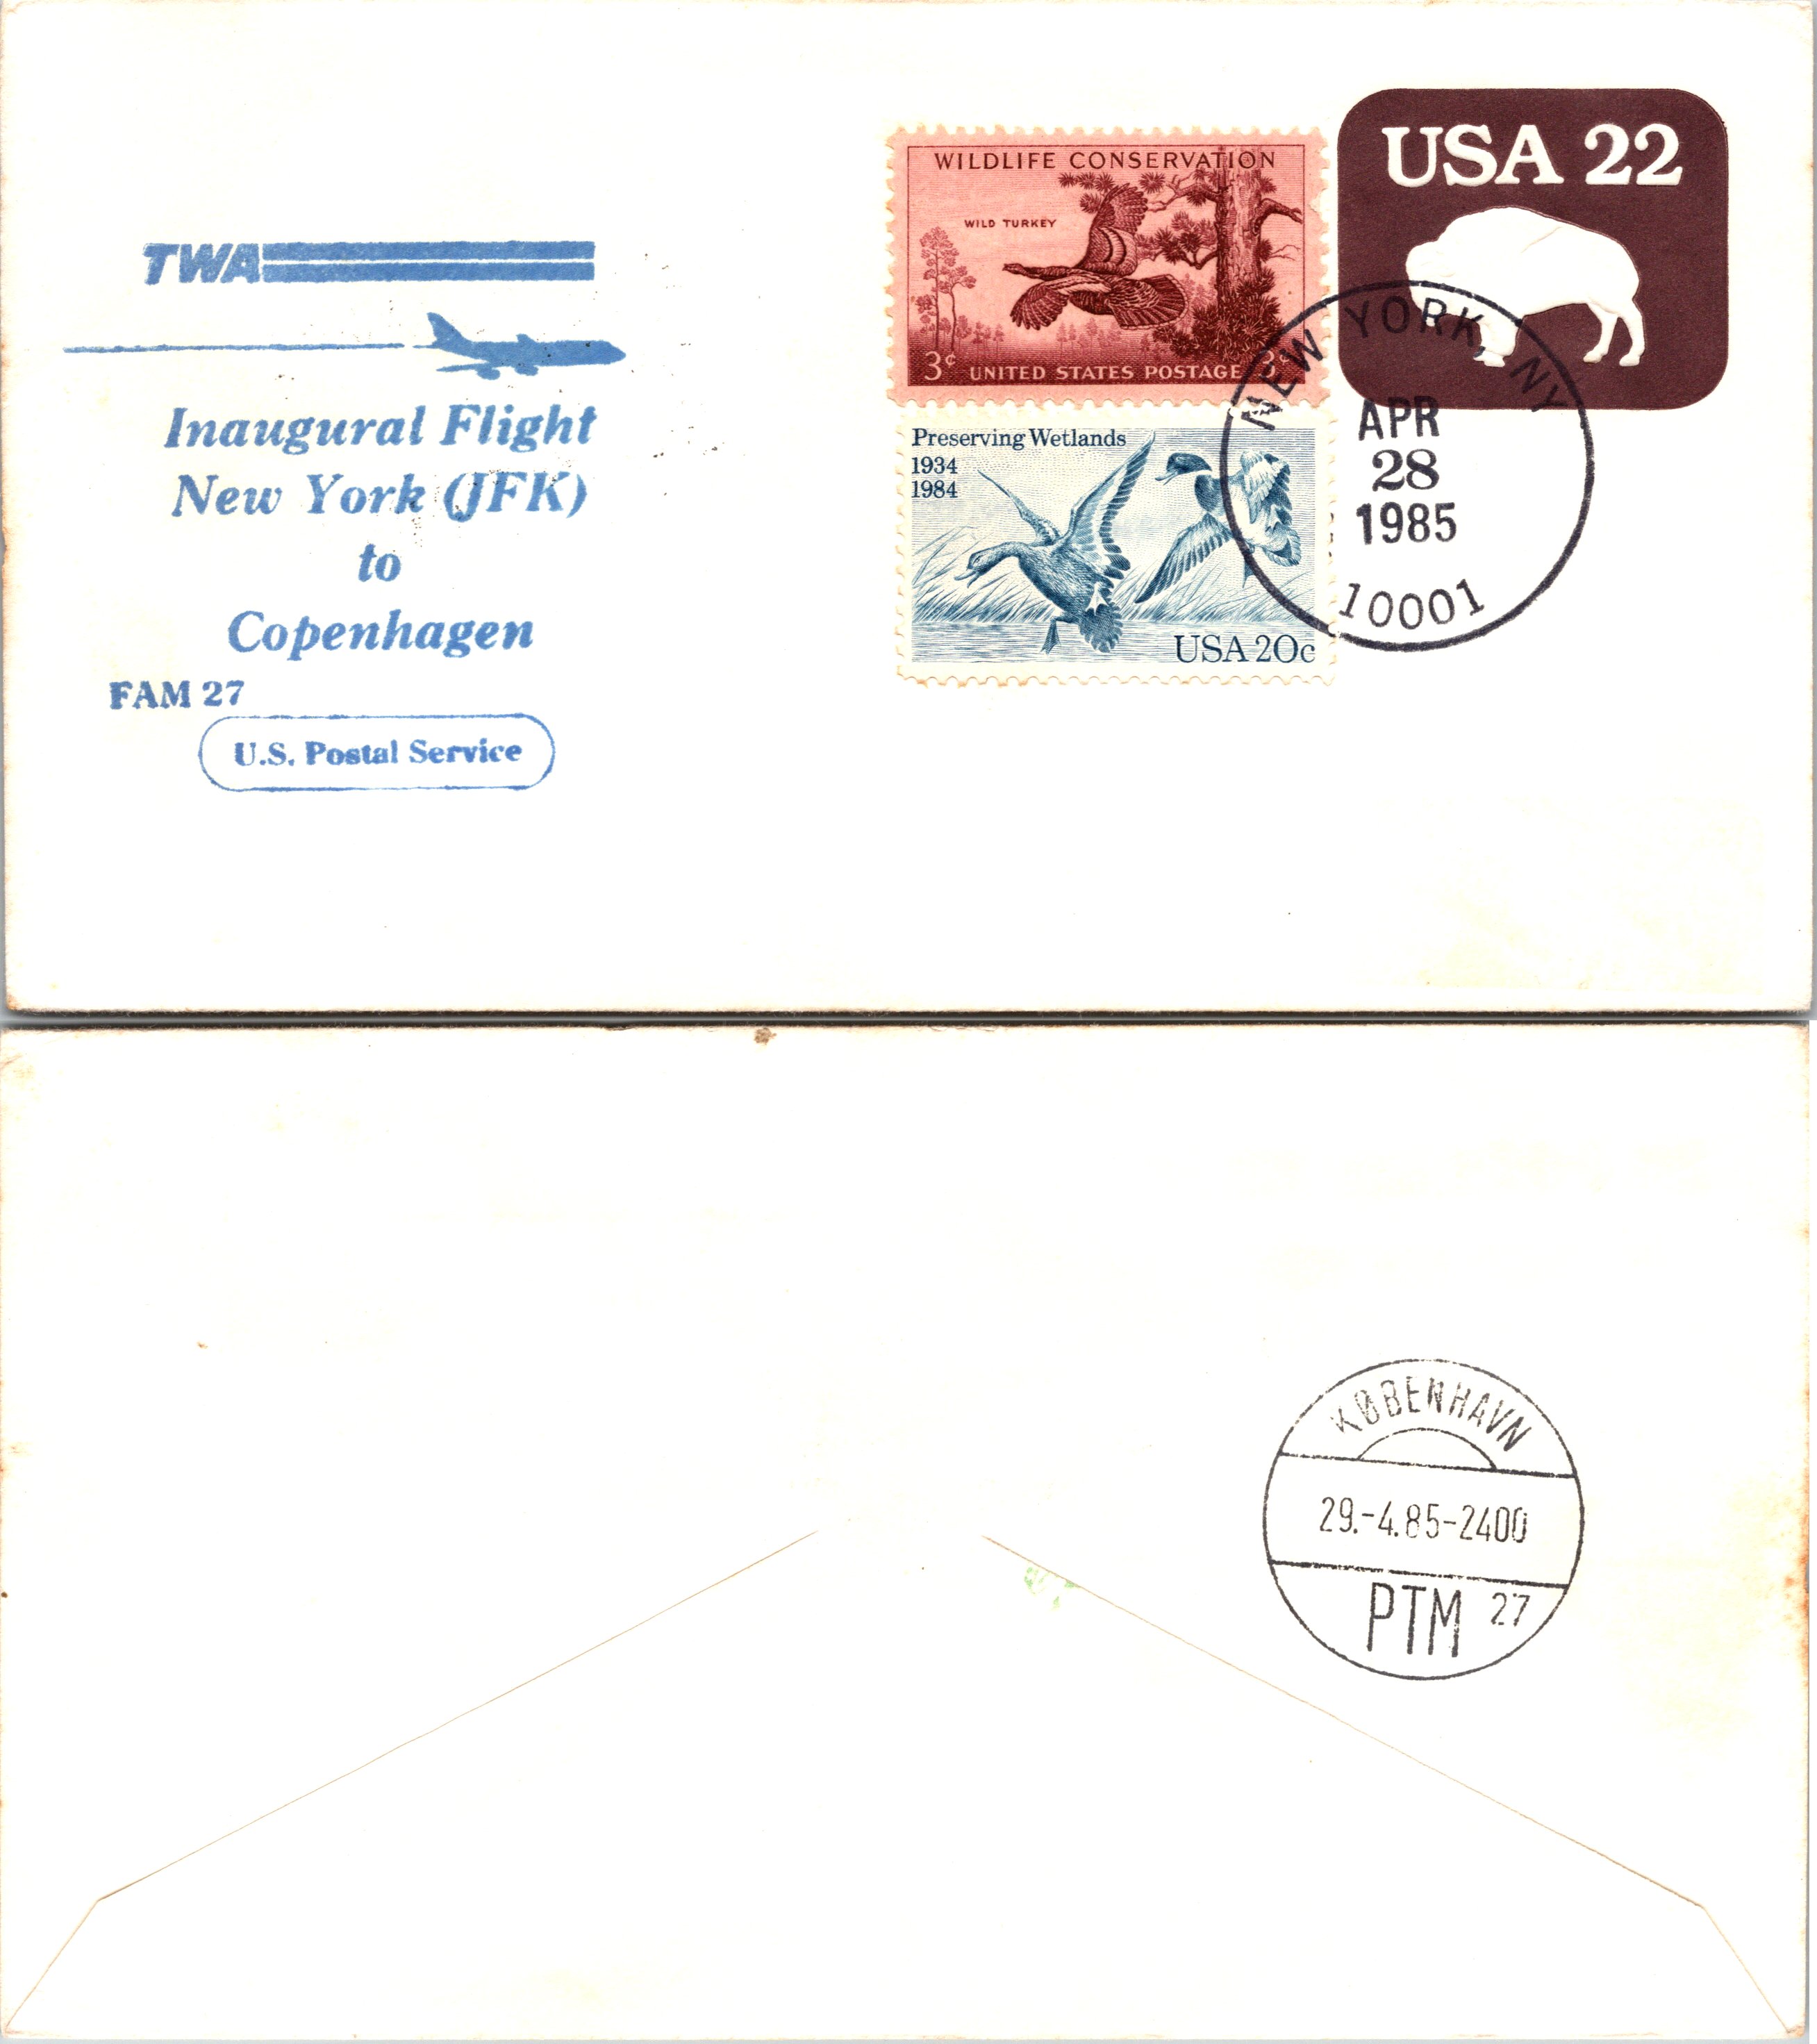 TWA
Inaugural Flight
New York (JFK)
to
Copenhagen
FAM 27
U.S. Postal Service
WILDLIFE CONSERVATION
WILD TURKEY
3¢ UNITED STATES POSTAGE 3¢
Preserving Wetlands
1934
1984
USA 20c
USA 22
NEW YORK, NY
APR
28
1985
10001
KØBENHAVN
29.-4.85-2400
PTM 27